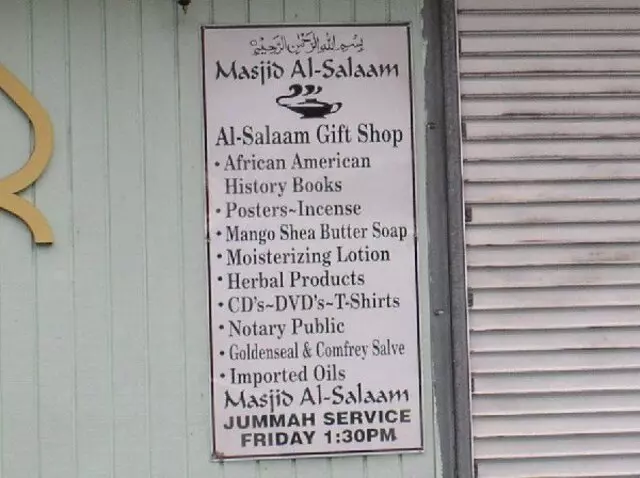 بسم الله الرحمن الرحيم
Masjid Al-Salaam
Al-Salaam Gift Shop
• African American
History Books
• Posters~Incense
• Mango Shea Butter Soap
• Moisterizing Lotion
• Herbal Products
• CD's~DVD's~T-Shirts
• Notary Public
• Goldenseal & Comfrey Salve
• Imported Oils
Masjid Al-Salaam
JUMMAH SERVICE
FRIDAY 1:30PM